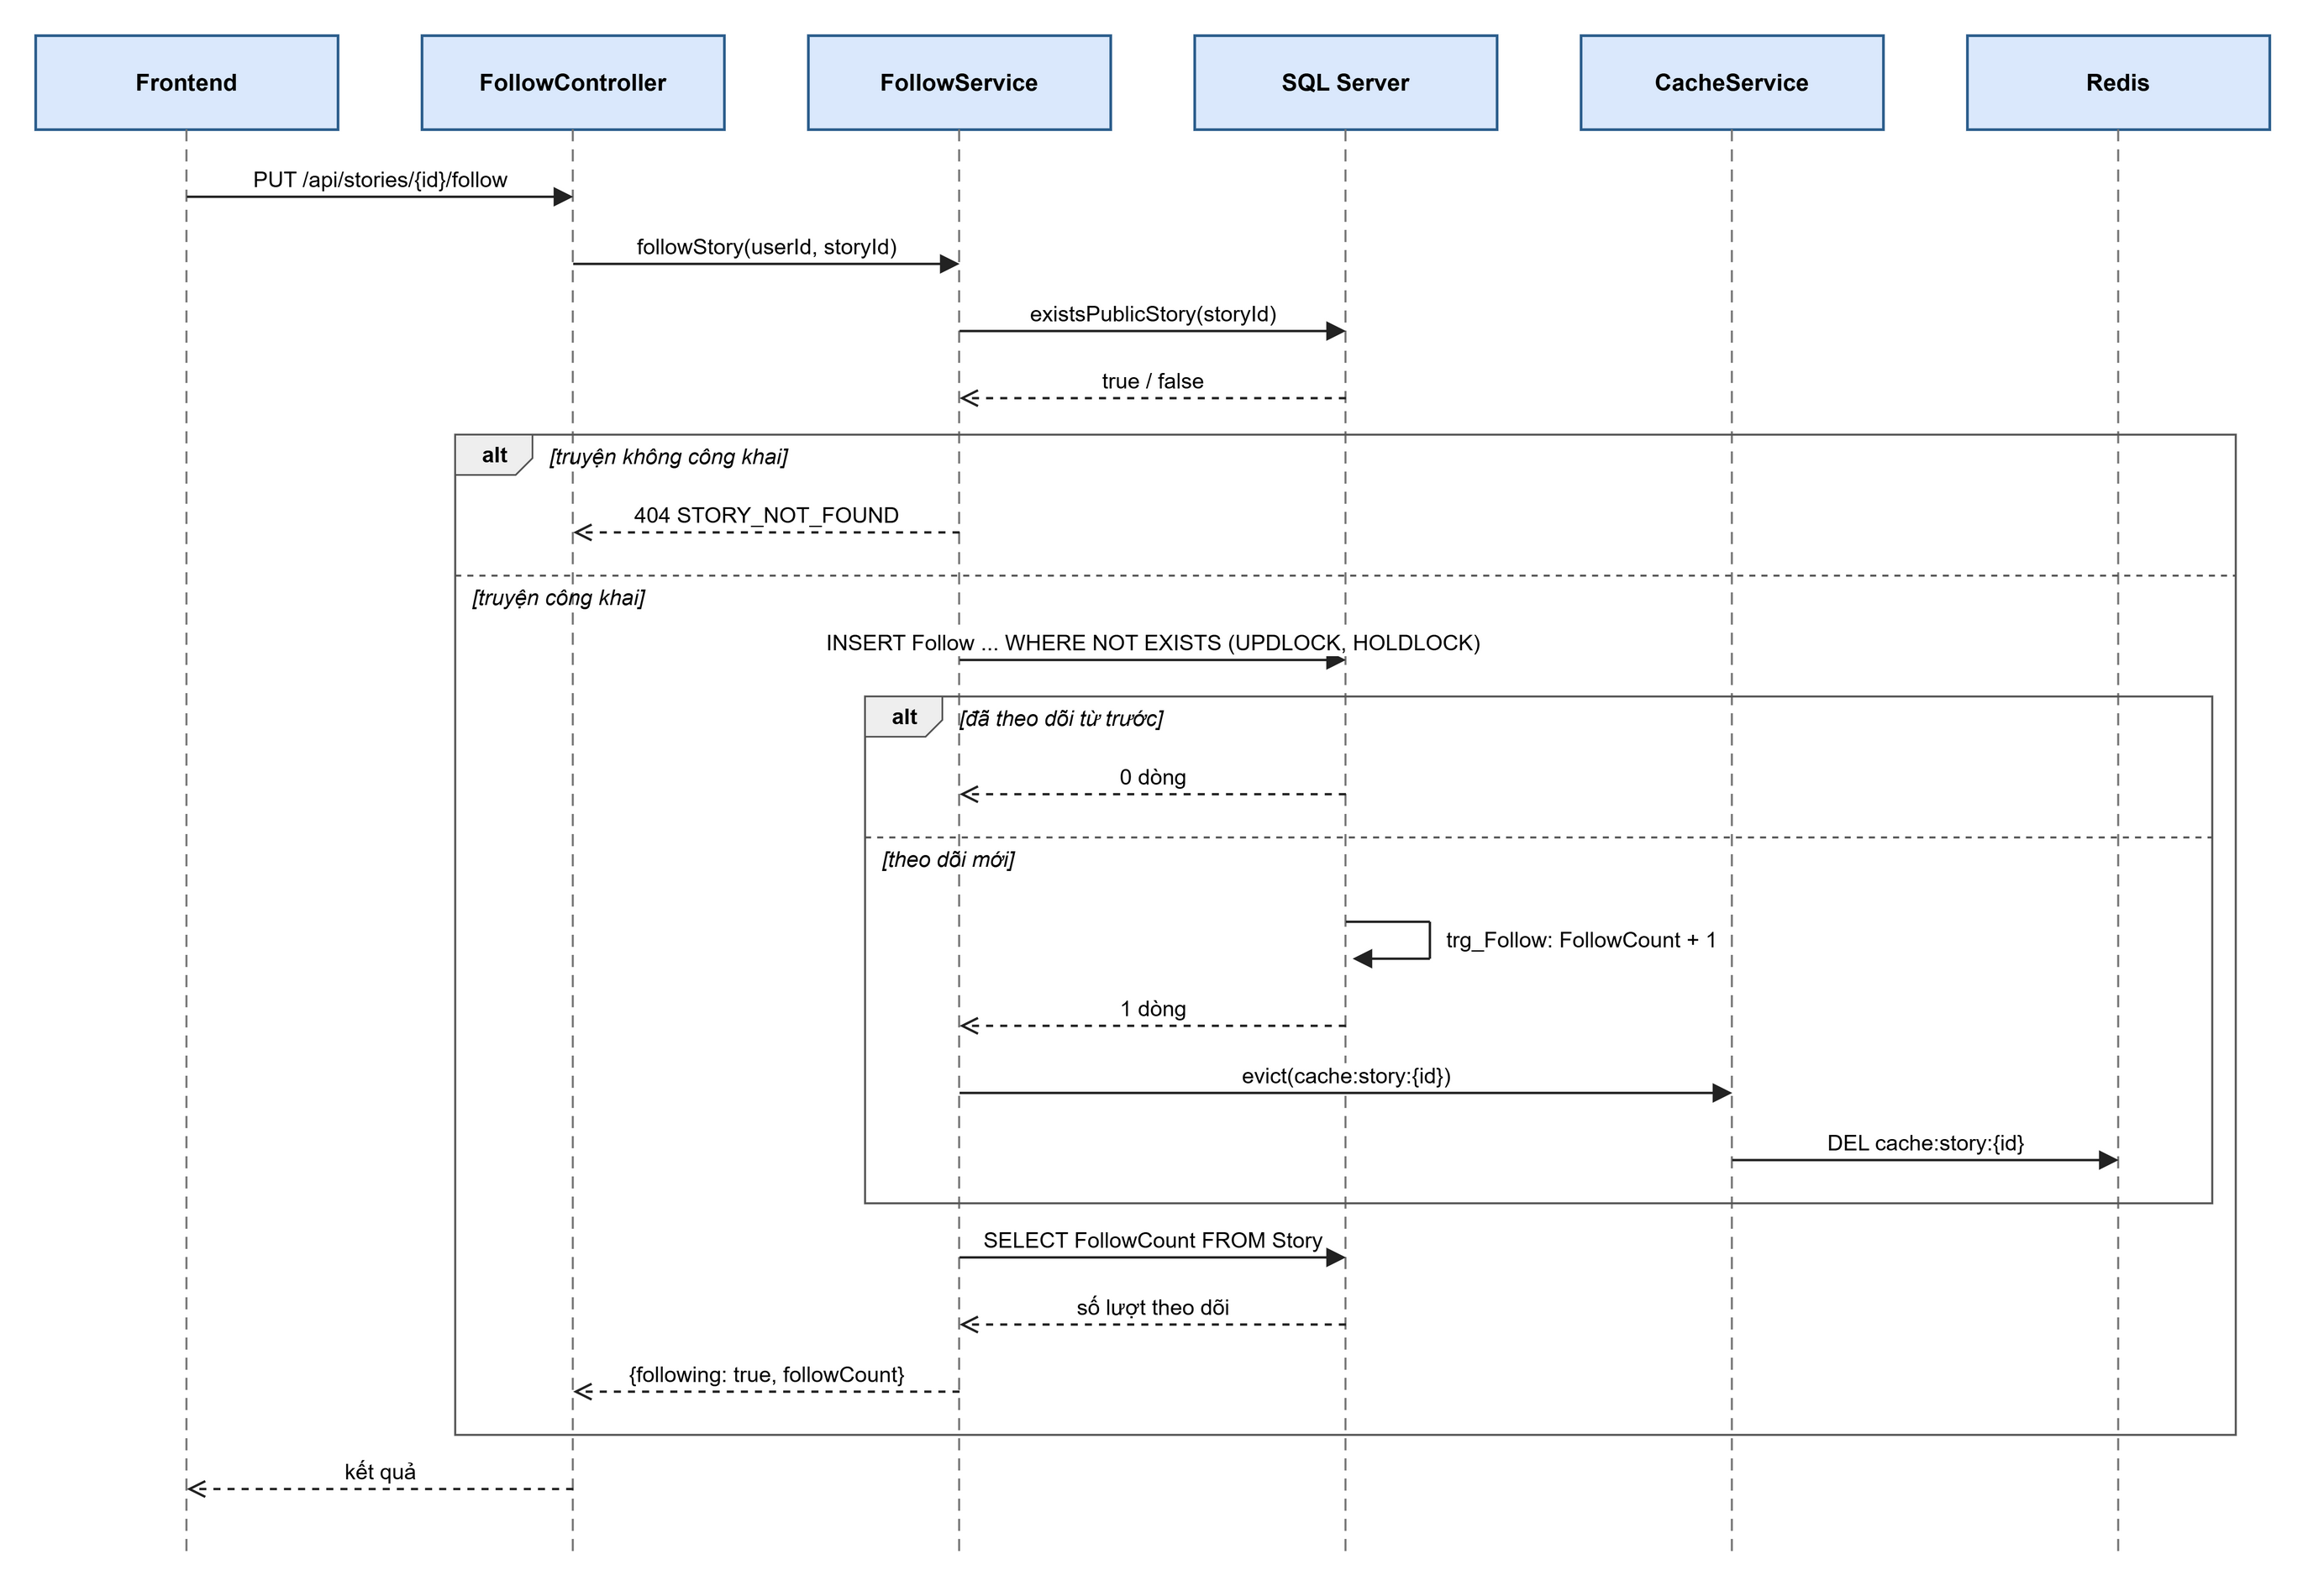 Frontend
FollowController
FollowService
SQL Server
CacheService
Redis
PUT /api/stories/{id}/follow
followStory(userId, storyId)
existsPublicStory(storyId)
true / false
alt
[truyện không công khai]
404 STORY_NOT_FOUND
[truyện công khai]
INSERT Follow ... WHERE NOT EXISTS (UPDLOCK, HOLDLOCK)
alt
[đã theo dõi từ trước]
0 dòng
[theo dõi mới]
trg_Follow: FollowCount + 1
1 dòng
evict(cache:story:{id})
DEL cache:story:{id}
SELECT FollowCount FROM Story
số lượt theo dõi
{following: true, followCount}
kết quả